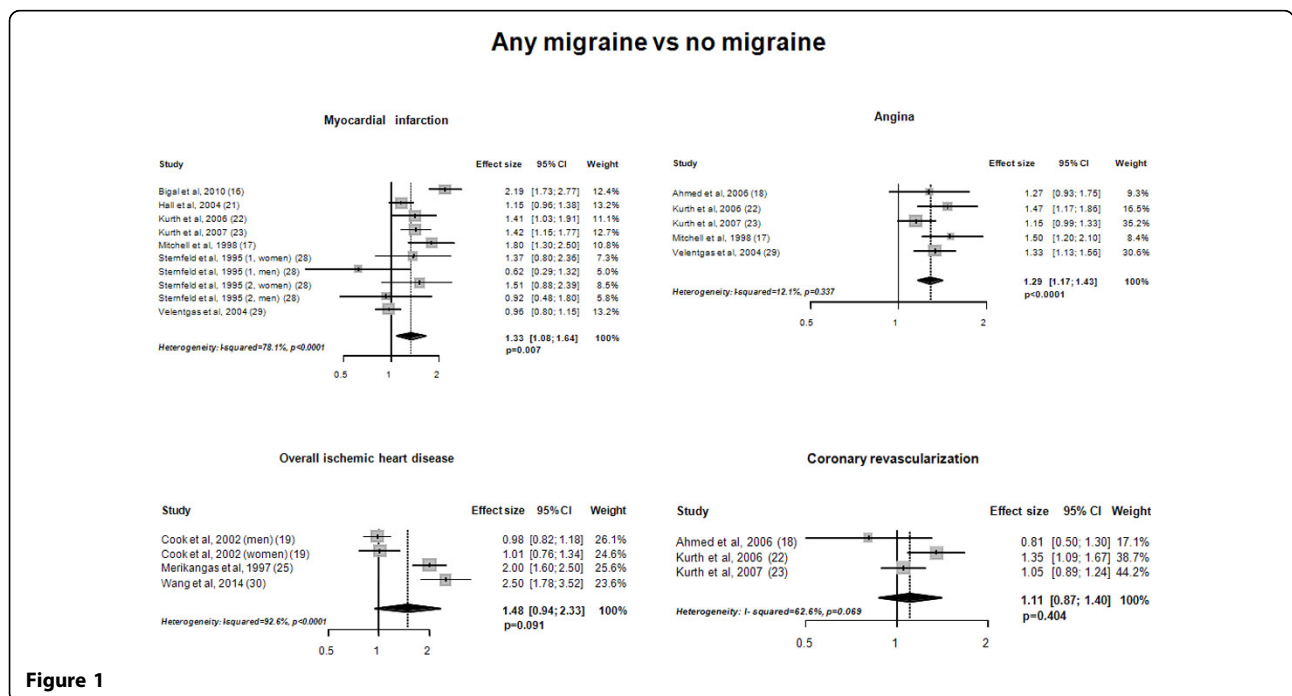 Any migraine vs no migraine
Myocardial infarction
Study Effect size 95% CI Weight
Bigal et al, 2010 (16) 2.19 [1.73; 2.77] 12.4%
Hall et al, 2004 (21) 1.15 [0.96; 1.38] 13.2%
Kurth et al, 2006 (22) 1.41 [1.03; 1.91] 11.1%
Kurth et al, 2007 (23) 1.42 [1.15; 1.77] 12.7%
Mitchell et al, 1998 (17) 1.80 [1.30; 2.50] 10.8%
Sternfeld et al, 1995 (1, women) (28) 1.37 [0.80; 2.36] 7.3%
Sternfeld et al, 1995 (1, men) (28) 0.62 [0.29; 1.32] 5.0%
Sternfeld et al, 1995 (2, women) (28) 1.51 [0.88; 2.39] 8.5%
Sternfeld et al, 1995 (2, men) (28) 0.92 [0.48; 1.80] 5.8%
Velentgas et al, 2004 (29) 0.96 [0.80; 1.15] 13.2%
1.33 [1.08; 1.64] 100%
Heterogeneity: I-squared=78.1%, p<0.0001 p=0.007
0.5 1 2
Angina
Study Effect size 95% CI Weight
Ahmed et al, 2006 (18) 1.27 [0.93; 1.75] 9.3%
Kurth et al, 2006 (22) 1.47 [1.17; 1.86] 16.5%
Kurth et al, 2007 (23) 1.15 [0.99; 1.33] 35.2%
Mitchell et al, 1998 (17) 1.50 [1.20; 2.10] 8.4%
Velentgas et al, 2004 (29) 1.33 [1.13; 1.56] 30.6%
1.29 [1.17; 1.43] 100%
Heterogeneity: I-squared=12.1%, p=0.337 p<0.0001
0.5 1 2
Overall ischemic heart disease
Study Effect size 95% CI Weight
Cook et al, 2002 (men) (19) 0.98 [0.82; 1.18] 26.1%
Cook et al, 2002 (women) (19) 1.01 [0.76; 1.34] 24.6%
Merikangas et al, 1997 (25) 2.00 [1.60; 2.50] 25.6%
Wang et al, 2014 (30) 2.50 [1.78; 3.52] 23.6%
1.48 [0.94; 2.33] 100%
Heterogeneity: I-squared=92.6%, p<0.0001 p=0.091
0.5 1 2
Coronary revascularization
Study Effect size 95% CI Weight
Ahmed et al, 2006 (18) 0.81 [0.50; 1.30] 17.1%
Kurth et al, 2006 (22) 1.35 [1.09; 1.67] 38.7%
Kurth et al, 2007 (23) 1.05 [0.89; 1.24] 44.2%
1.11 [0.87; 1.40] 100%
Heterogeneity: I- squared=62.6%, p=0.069 p=0.404
0.5 1 2
Figure 1